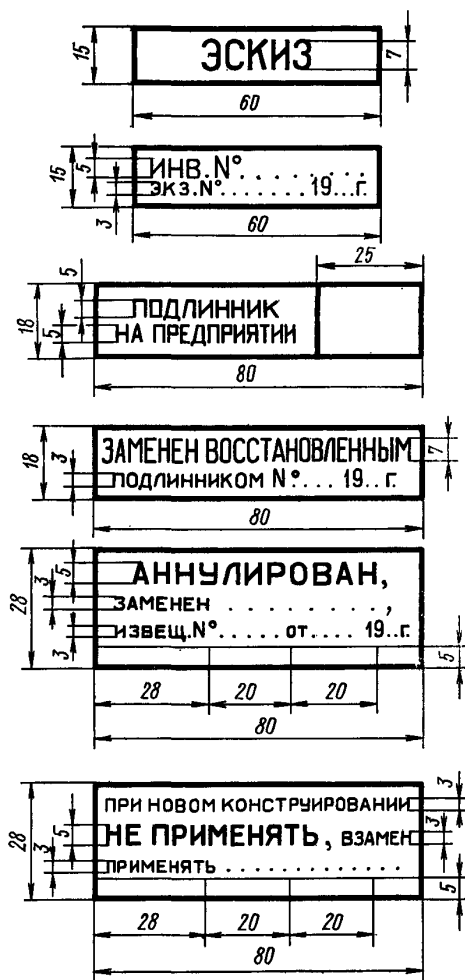 ЭСКИЗ
15
7
60
ИНВ. N° . . . . . . . .
ЭКЗ. N° . . . . . . . 19...г.
15
5
3
60
25
ПОДЛИННИК
НА ПРЕДПРИЯТИИ
18
5
5
80
ЗАМЕНЕН ВОССТАНОВЛЕННЫМ
ПОДЛИННИКОМ N° . . . 19..г.
18
3
7
80
АННУЛИРОВАН,
ЗАМЕНЕН . . . . . . . . . ,
ИЗВЕЩ. N° . . . . . ОТ . . . . 19..г.
28
3
5
3
5
28 20 20
80
ПРИ НОВОМ КОНСТРУИРОВАНИИ
НЕ ПРИМЕНЯТЬ, ВЗАМЕН
ПРИМЕНЯТЬ . . . . . . . . . . . . .
28
3
5
3
3
5
28 20 20
80